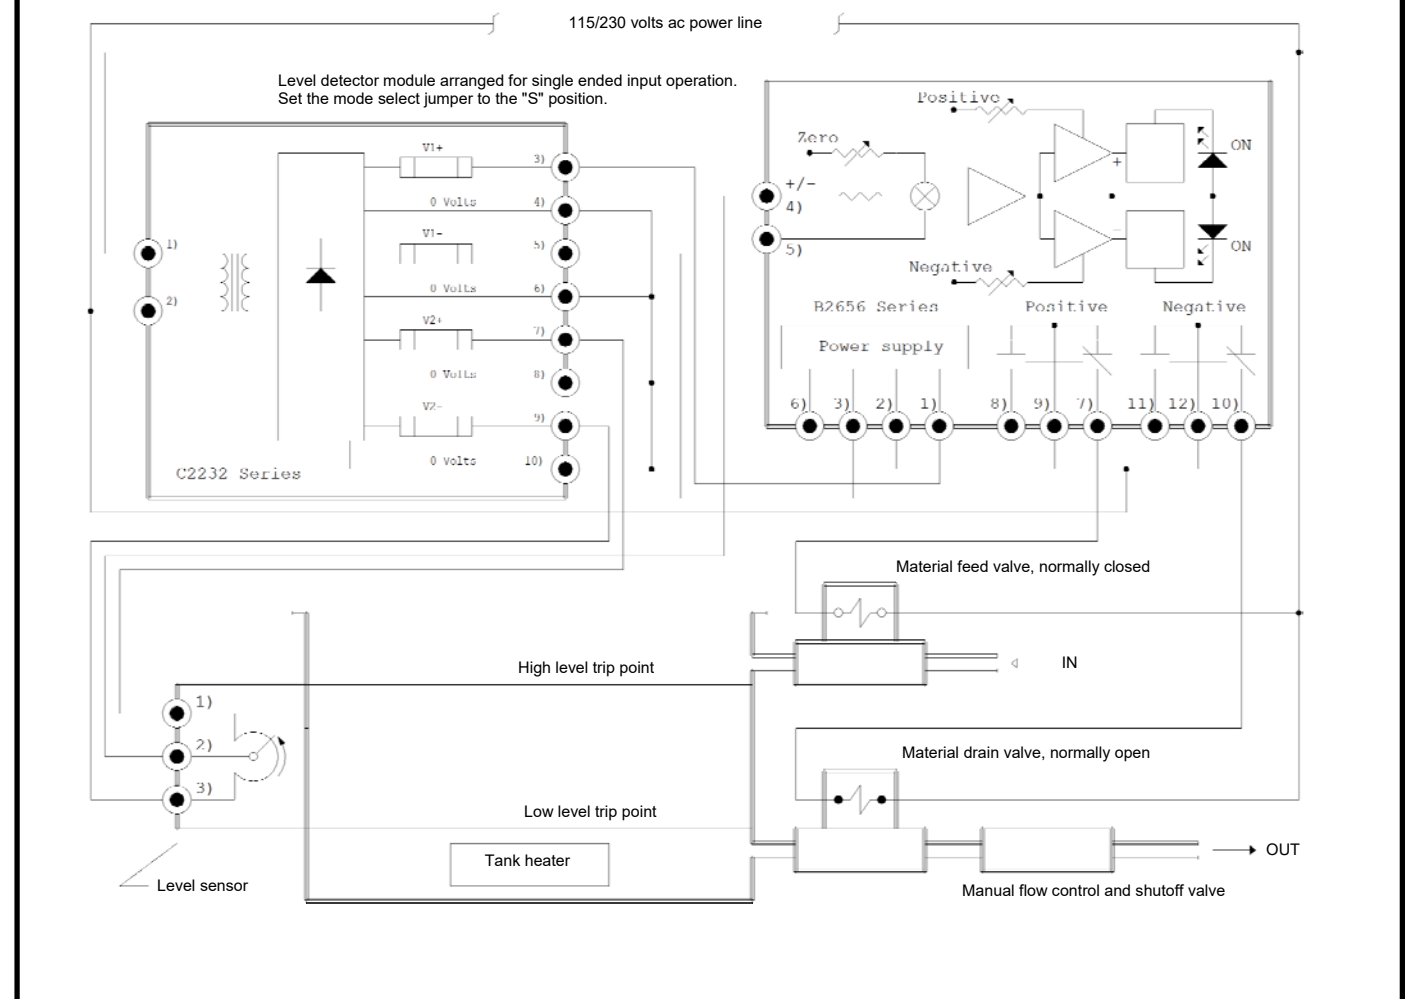 115/230 volts ac power line
Level detector module arranged for single ended input operation.
Set the mode select jumper to the "S" position.
V1+
3)
0 Volts
4)
V1-
5)
0 Volts
6)
V2+
7)
0 Volts
8)
V2-
9)
0 Volts
10)
1)
2)
C2232 Series
Positive
Zero
+/-
4)
5)
+
-
ON
ON
Negative
B2656 Series
Positive
Negative
Power supply
6) 3) 2) 1) 8) 9) 7) 11) 12) 10)
Material feed valve, normally closed
IN
High level trip point
1)
2)
3)
Material drain valve, normally open
Low level trip point
Tank heater
Level sensor
OUT
Manual flow control and shutoff valve